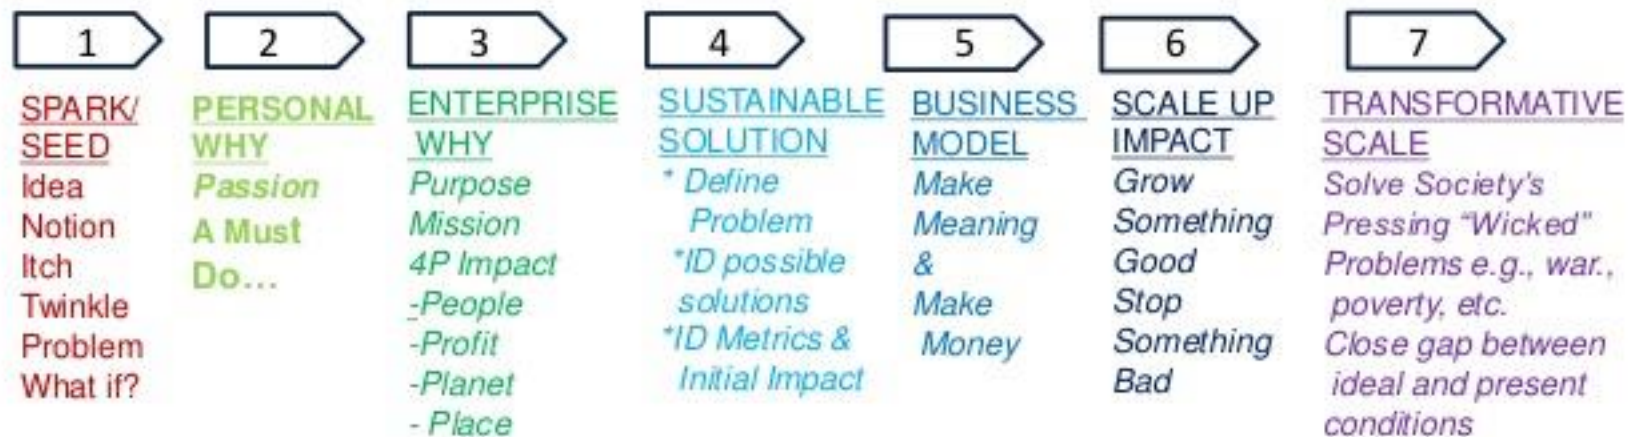 1
SPARK/
SEED
Idea
Notion
Itch
Twinkle
Problem
What if?
2
PERSONAL
WHY
Passion
A Must
Do...
3
ENTERPRISE
WHY
Purpose
Mission
4P Impact
-People
-Profit
-Planet
- Place
4
SUSTAINABLE
SOLUTION
* Define
Problem
*ID possible
solutions
*ID Metrics &
Initial Impact
5
BUSINESS
MODEL
Make
Meaning
&
Make
Money
6
SCALE UP
IMPACT
Grow
Something
Good
Stop
Something
Bad
7
TRANSFORMATIVE
SCALE
Solve Society's
Pressing “Wicked”
Problems e.g., war.,
poverty, etc.
Close gap between
ideal and present
conditions